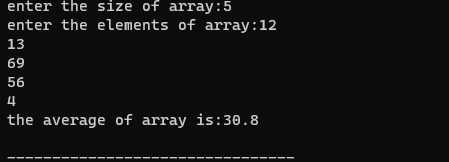 enter the size of array:5
enter the elements of array:12
13
69
56
4
the average of array is:30.8
--------------------------------